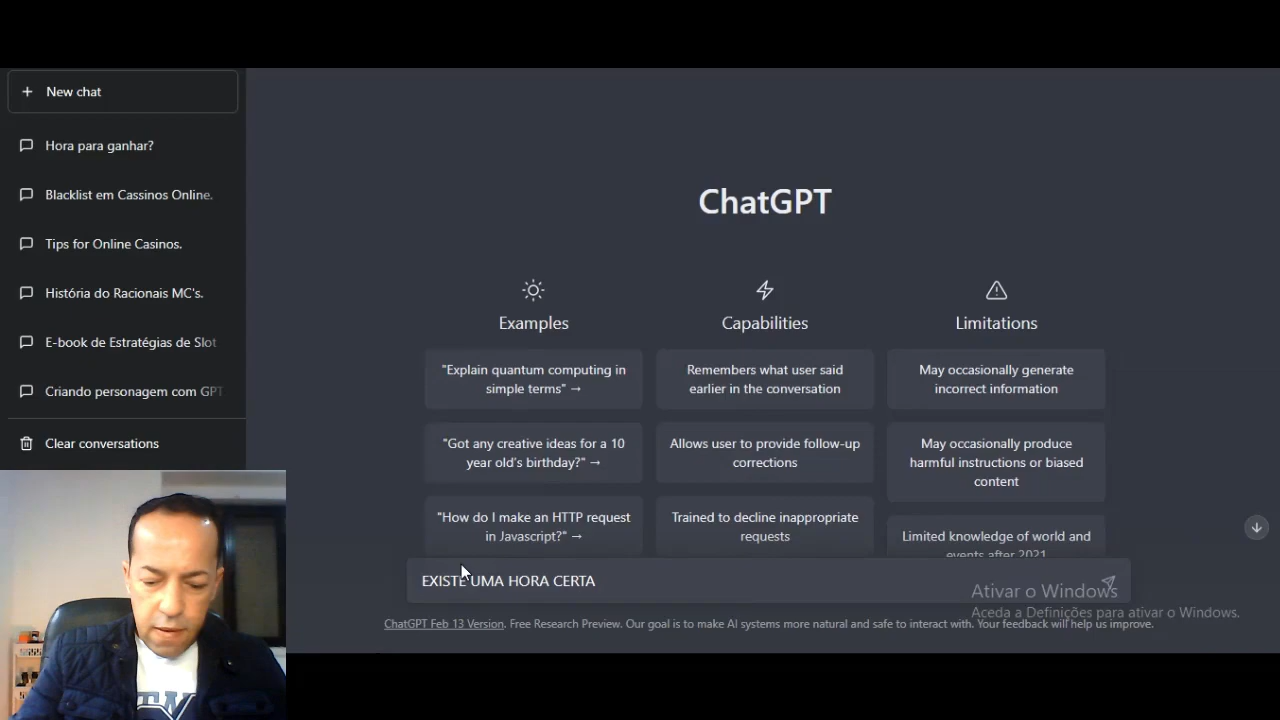 New chat
Hora para ganhar?
Blacklist em Cassinos Online.
Tips for Online Casinos.
História do Racionais MC's.
E-book de Estratégias de Slot
Criando personagem com GPT
Clear conversations
ChatGPT
Examples
"Explain quantum computing in
simple terms" →
"Got any creative ideas for a 10
year old's birthday?" →
"How do I make an HTTP request
in Javascript?" →
Capabilities
Remembers what user said
earlier in the conversation
Allows user to provide follow-up
corrections
Trained to decline inappropriate
requests
Limitations
May occasionally generate
incorrect information
May occasionally produce
harmful instructions or biased
content
Limited knowledge of world and
events after 2021
EXISTE UMA HORA CERTA
Ativar o Windows
Aceda a Definições para ativar o Windows.
ChatGPT Feb 13 Version. Free Research Preview. Our goal is to make AI systems more natural and safe to interact with. Your feedback will help us improve.